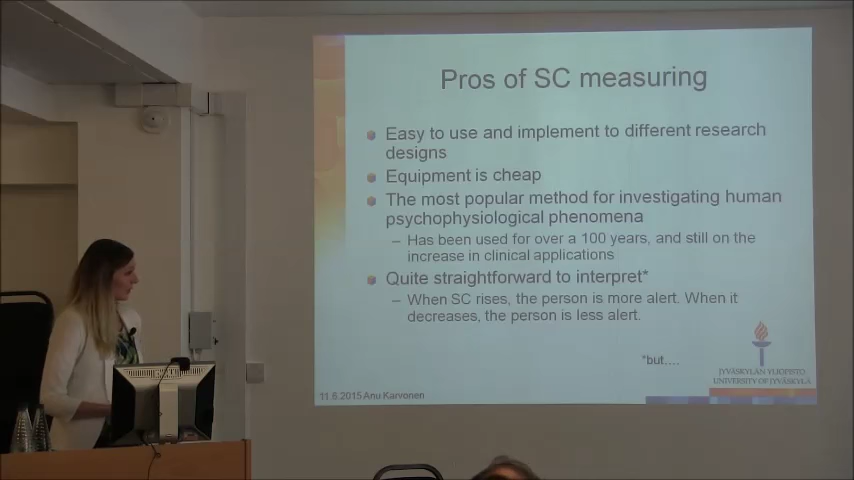 Pros of SC measuring
Easy to use and implement to different research
designs
Equipment is cheap
The most popular method for investigating human
psychophysiological phenomena
– Has been used for over a 100 years, and still on the
increase in clinical applications
Quite straightforward to interpret*
– When SC rises, the person is more alert. When it
decreases, the person is less alert.
*but....
JYVÄSKYLÄN YLIOPISTO
UNIVERSITY OF JYVÄSKYLÄ
11.6.2015 Anu Karvonen